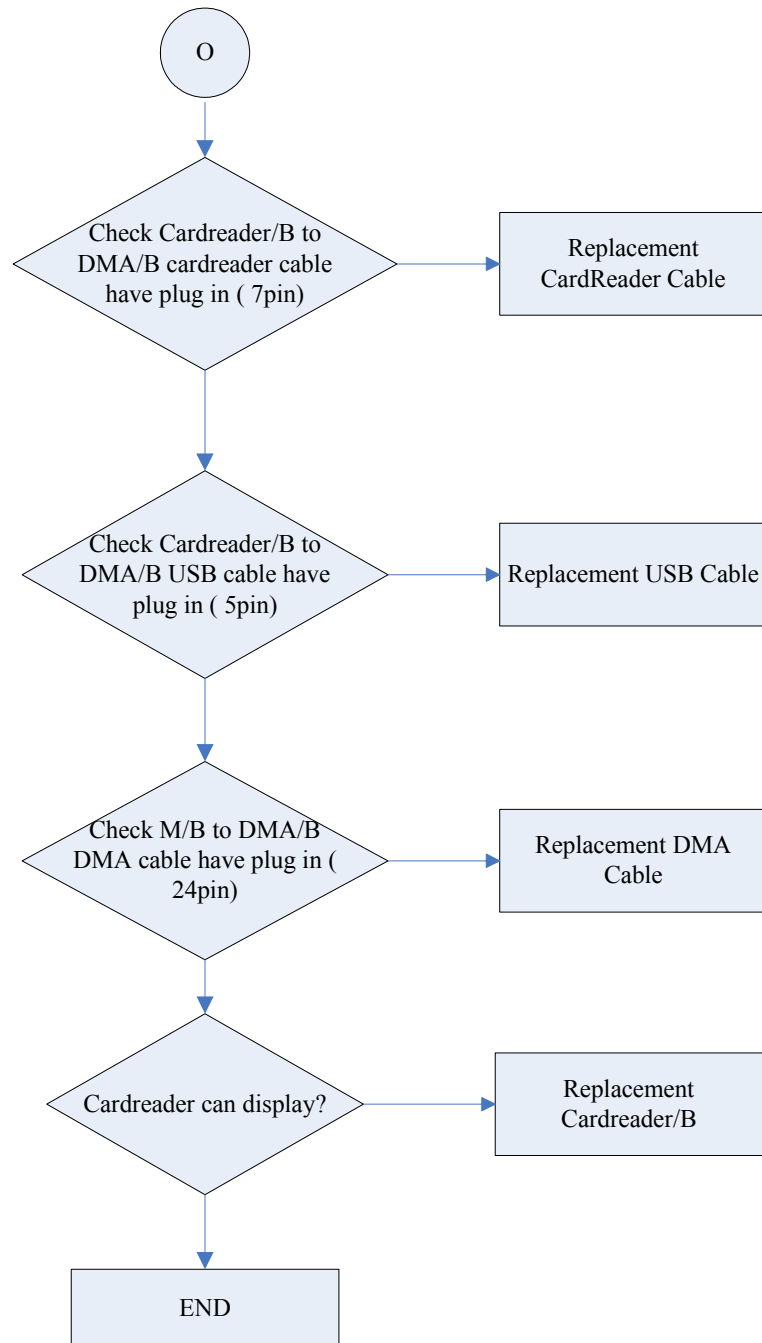 O
Check Cardreader/B to
DMA/B cardreader cable
have plug in ( 7pin)
Replacement
CardReader Cable
Check Cardreader/B to
DMA/B USB cable have
plug in ( 5pin)
Replacement USB Cable
Check M/B to DMA/B
DMA cable have plug in (
24pin)
Replacement DMA
Cable
Cardreader can display?
Replacement
Cardreader/B
END